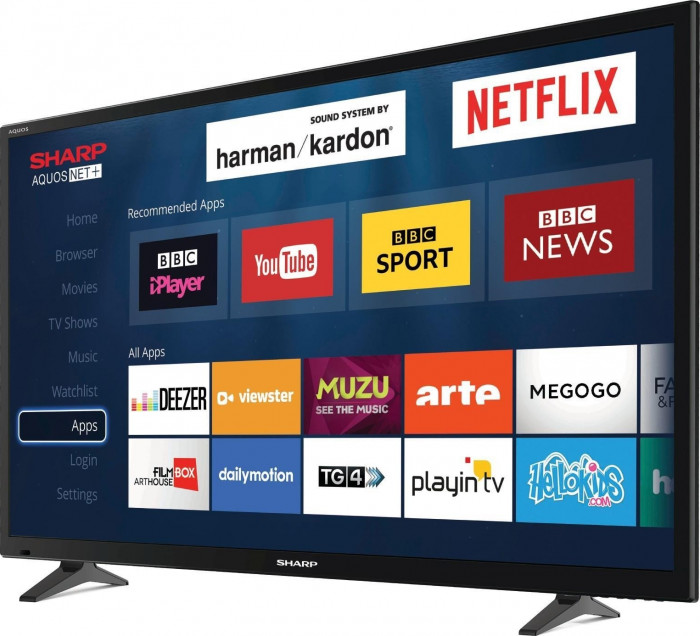 AQUOS
SHARP
AQUOS NET+
SOUND SYSTEM BY
harman/kardon®
NETFLIX
Home
Browser
Movies
TV Shows
Music
Watchlist
Apps
Login
Settings
Recommended Apps
BBC
iPlayer
YouTube
BBC
SPORT
BBC
NEWS
All Apps
DEEZER
viewster
MUZU
SEE THE MUSIC
arte
MEGOGO
FILMBOX
ARTHOUSE
dailymotion
TG4
playin tv
HelloKids
.COM
SHARP